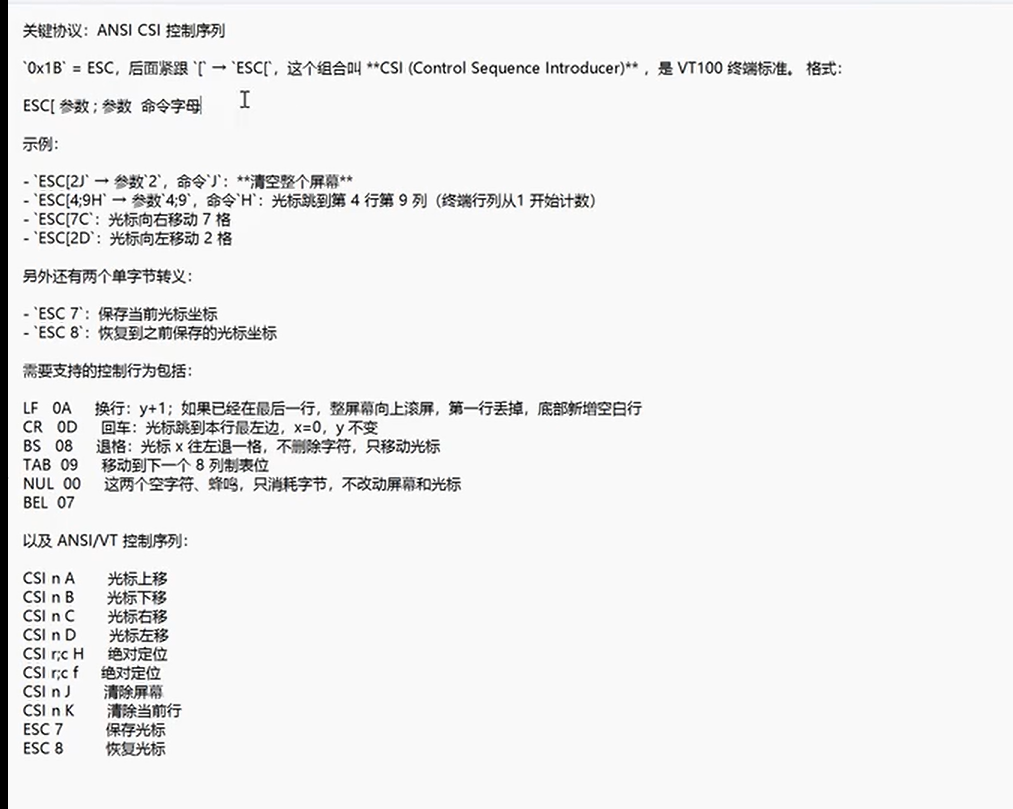 关键协议：ANSI CSI 控制序列
`0x1B` = ESC，后面紧跟 `[` → `ESC[`，这个组合叫 **CSI (Control Sequence Introducer)** ，是 VT100 终端标准。 格式：
ESC[ 参数 ; 参数 命令字母
示例：
- `ESC[2J` → 参数`2`，命令`J`：**清空整个屏幕**
- `ESC[4;9H` → 参数`4;9`，命令`H`：光标跳到第 4 行第 9 列（终端行列从1 开始计数）
- `ESC[7C`：光标向右移动 7 格
- `ESC[2D`：光标向左移动 2 格
另外还有两个单字节转义：
- `ESC 7`：保存当前光标坐标
- `ESC 8`：恢复到之前保存的光标坐标
需要支持的控制行为包括：
LF 0A 换行：y+1；如果已经在最后一行，整屏幕向上滚屏，第一行丢掉，底部新增空白行
CR 0D 回车：光标跳到本行最左边，x=0，y 不变
BS 08 退格：光标 x 往左退一格，不删除字符，只移动光标
TAB 09 移动到下一个 8 列制表位
NUL 00 这两个空字符、蜂鸣，只消耗字节，不改动屏幕和光标
BEL 07
以及 ANSI/VT 控制序列：
CSI n A 光标上移
CSI n B 光标下移
CSI n C 光标右移
CSI n D 光标左移
CSI r;c H 绝对定位
CSI r;c f 绝对定位
CSI n J 清除屏幕
CSI n K 清除当前行
ESC 7 保存光标
ESC 8 恢复光标